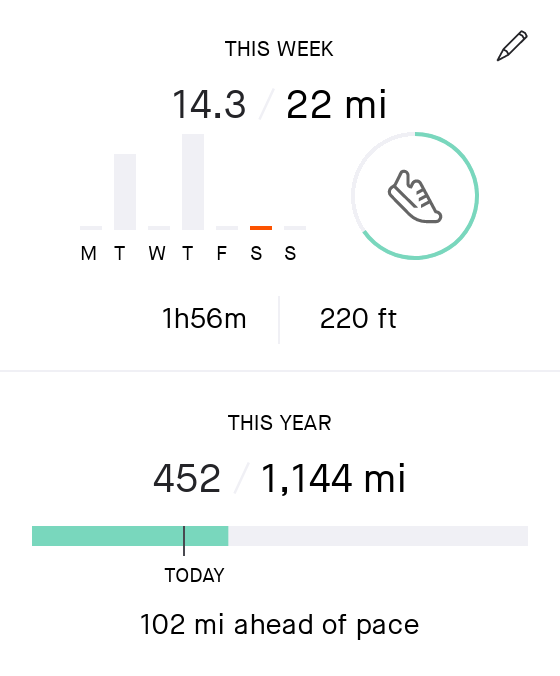 THIS WEEK
14.3 / 22 mi
M T W T F S S
1h56m 220 ft
THIS YEAR
452 / 1,144 mi
TODAY
102 mi ahead of pace